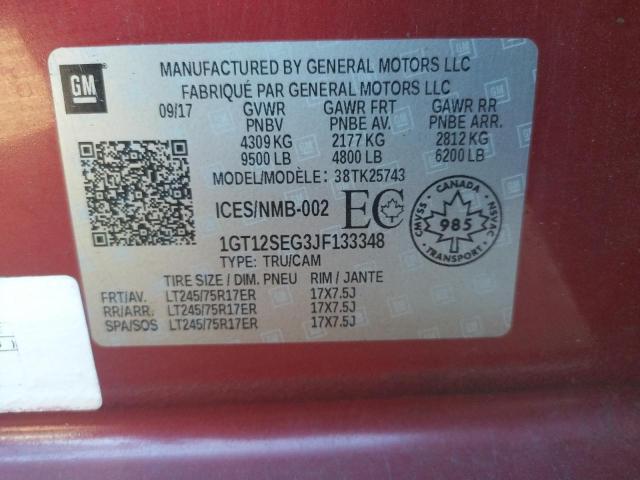 GM
MANUFACTURED BY GENERAL MOTORS LLC
FABRIQUÉ PAR GENERAL MOTORS LLC
09/17 GVWR GAWR FRT GAWR RR
PNBV PNBE AV. PNBE ARR.
4309 KG 2177 KG 2812 KG
9500 LB 4800 LB 6200 LB
MODEL/MODÈLE: 38TK25743
ICES/NMB-002 EC
CANADA
CMVSS 985 NSVAC
TRANSPORT
1GT12SEG3JF133348
TYPE: TRU/CAM
TIRE SIZE / DIM. PNEU RIM / JANTE
FRT/AV. LT245/75R17ER 17X7.5J
RR/ARR. LT245/75R17ER 17X7.5J
SPA/SOS LT245/75R17ER 17X7.5J